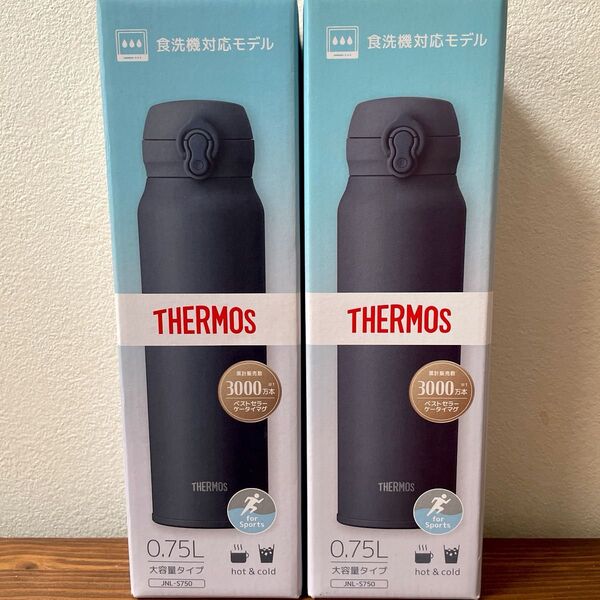 食洗機対応モデル
THERMOS
累計販売数
3000万本※1
ベストセラー
ケータイマグ
THERMOS
for
Sports
0.75L
大容量タイプ
JNL-S750
hot & cold
食洗機対応モデル
THERMOS
累計販売数
3000万本※1
ベストセラー
ケータイマグ
THERMOS
for
Sports
0.75L
大容量タイプ
JNL-S750
hot & cold